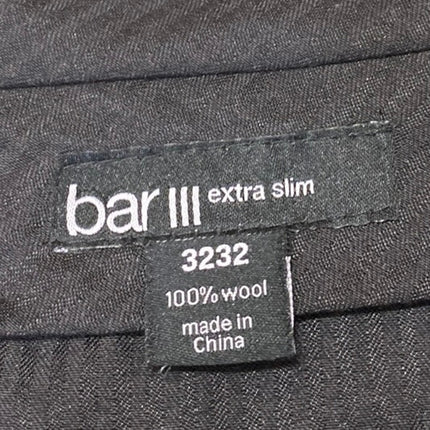 bar III extra slim
3232
100% wool
made in
China